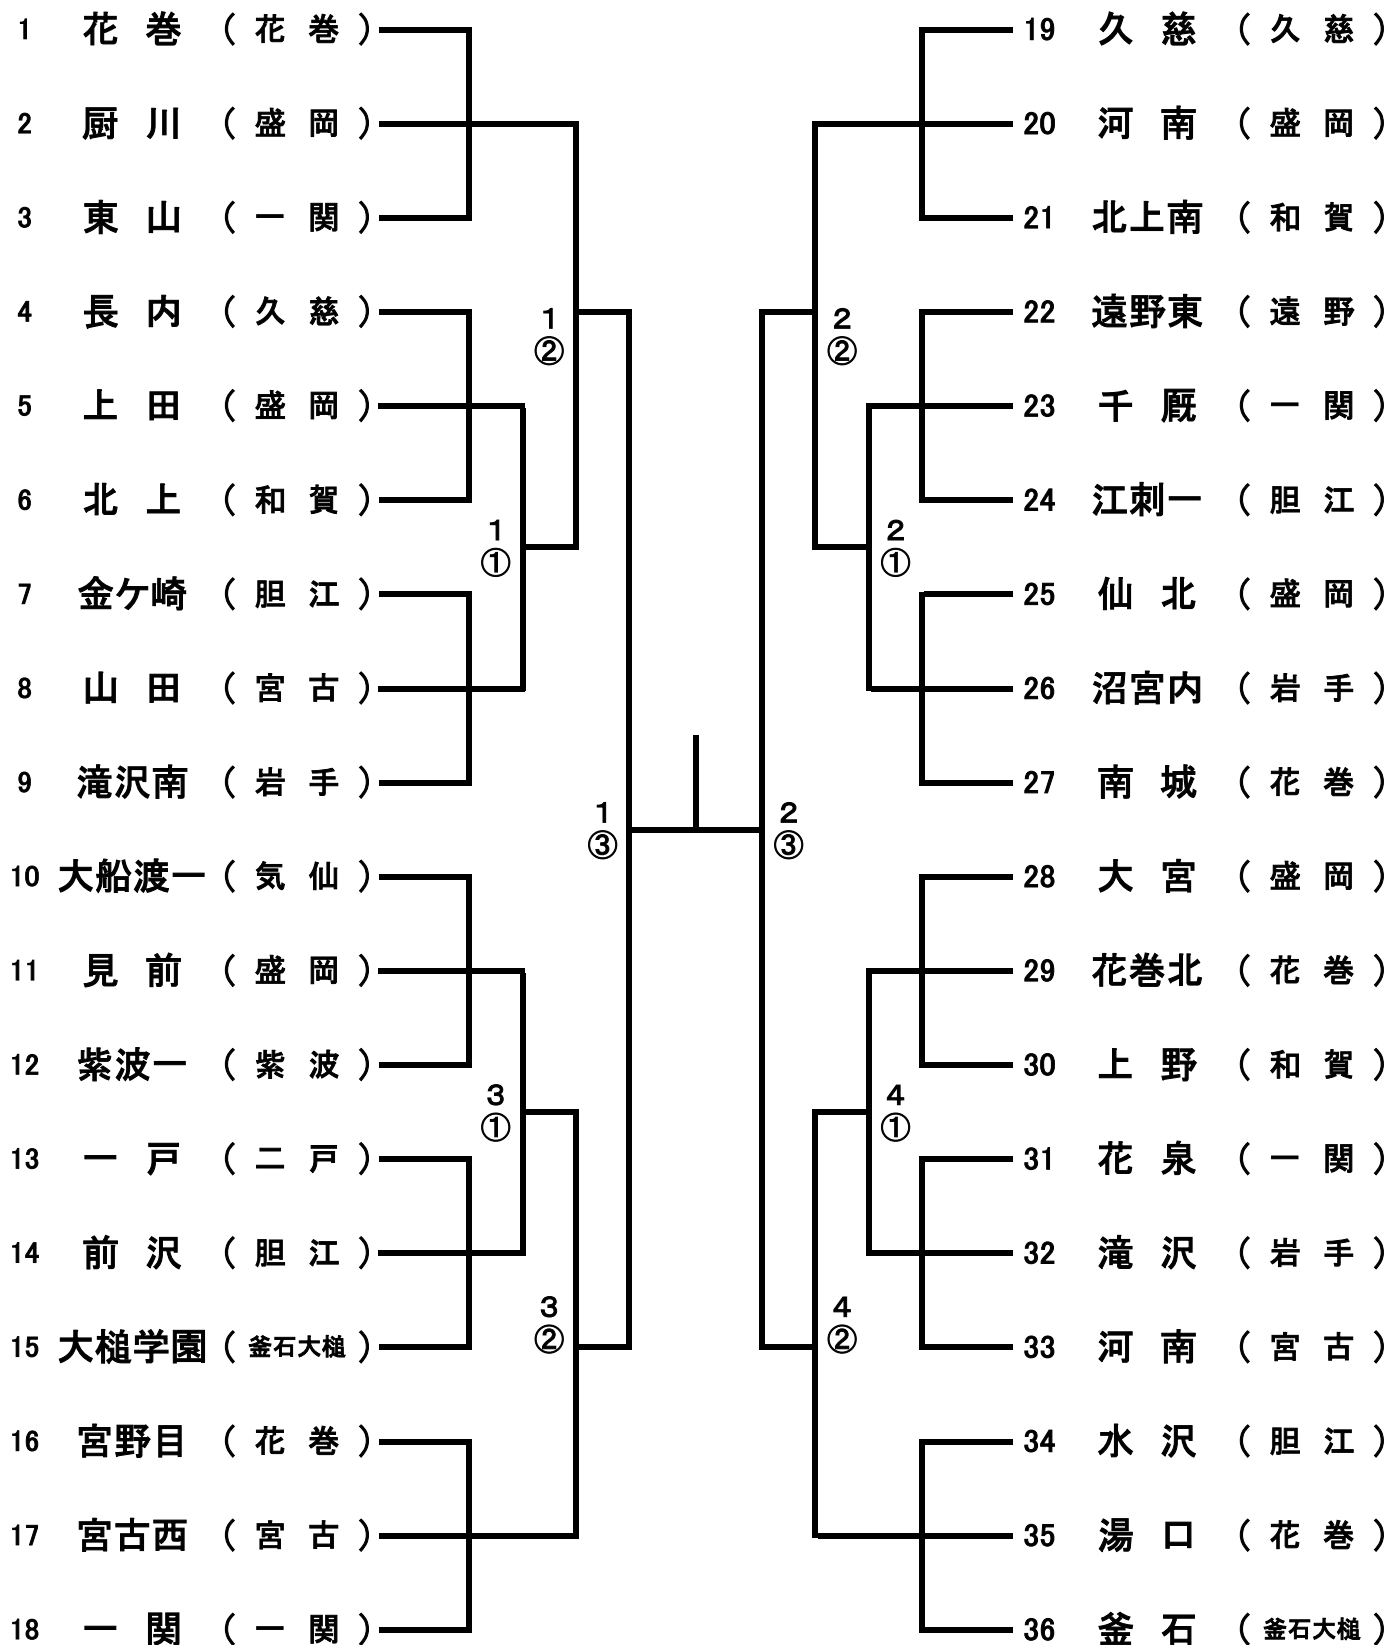 1 花巻 (花巻)
2 厨川 (盛岡)
3 東山 (一関)
4 長内 (久慈)
5 上田 (盛岡)
6 北上 (和賀)
7 金ケ崎 (胆江)
8 山田 (宮古)
9 滝沢南 (岩手)
10 大船渡一 (気仙)
11 見前 (盛岡)
12 紫波一 (紫波)
13 一戸 (二戸)
14 前沢 (胆江)
15 大槌学園 (釜石大槌)
16 宮野目 (花巻)
17 宮古西 (宮古)
18 一関 (一関)
1
②
1
①
1
③
3
①
3
②
2
②
2
①
2
③
4
①
4
②
19 久慈 (久慈)
20 河南 (盛岡)
21 北上南 (和賀)
22 遠野東 (遠野)
23 千厩 (一関)
24 江刺一 (胆江)
25 仙北 (盛岡)
26 沼宮内 (岩手)
27 南城 (花巻)
28 大宮 (盛岡)
29 花巻北 (花巻)
30 上野 (和賀)
31 花泉 (一関)
32 滝沢 (岩手)
33 河南 (宮古)
34 水沢 (胆江)
35 湯口 (花巻)
36 釜石 (釜石大槌)